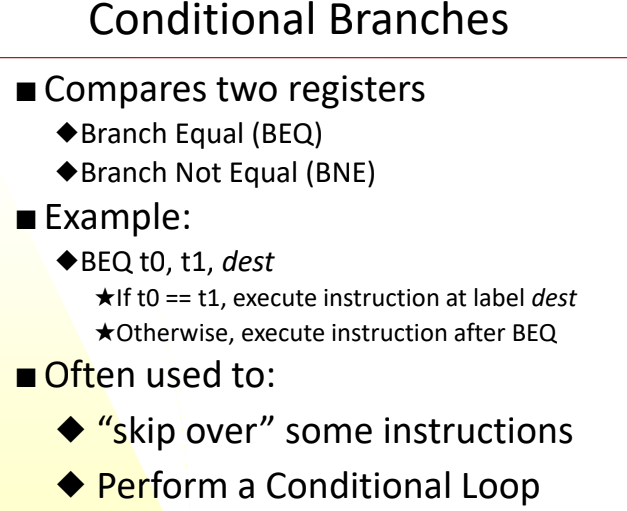 Conditional Branches
■ Compares two registers
◆Branch Equal (BEQ)
◆Branch Not Equal (BNE)
■ Example:
◆BEQ t0, t1, dest
★If t0 == t1, execute instruction at label dest
★Otherwise, execute instruction after BEQ
■ Often used to:
◆ “skip over” some instructions
◆ Perform a Conditional Loop